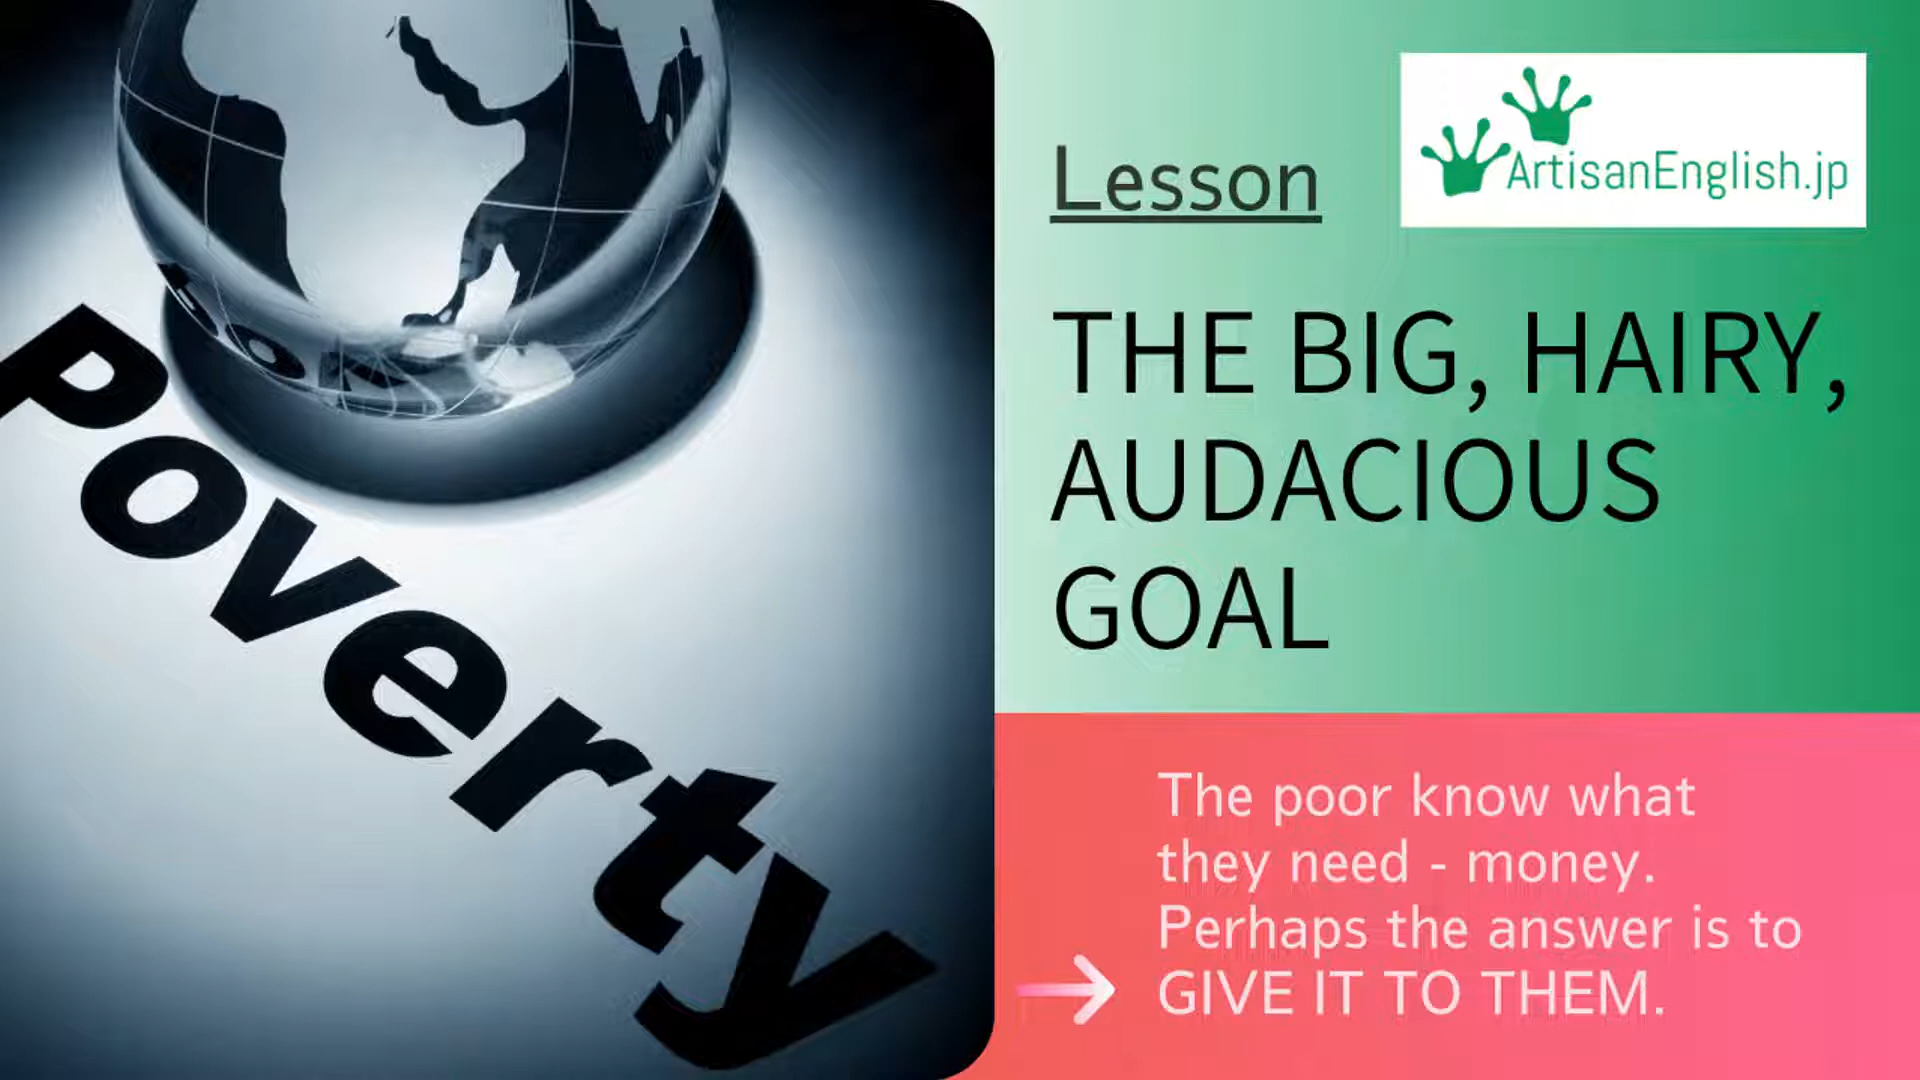 Poverty
Lesson
ArtisanEnglish.jp
THE BIG, HAIRY,
AUDACIOUS
GOAL
The poor know what
they need - money.
Perhaps the answer is to
GIVE IT TO THEM.